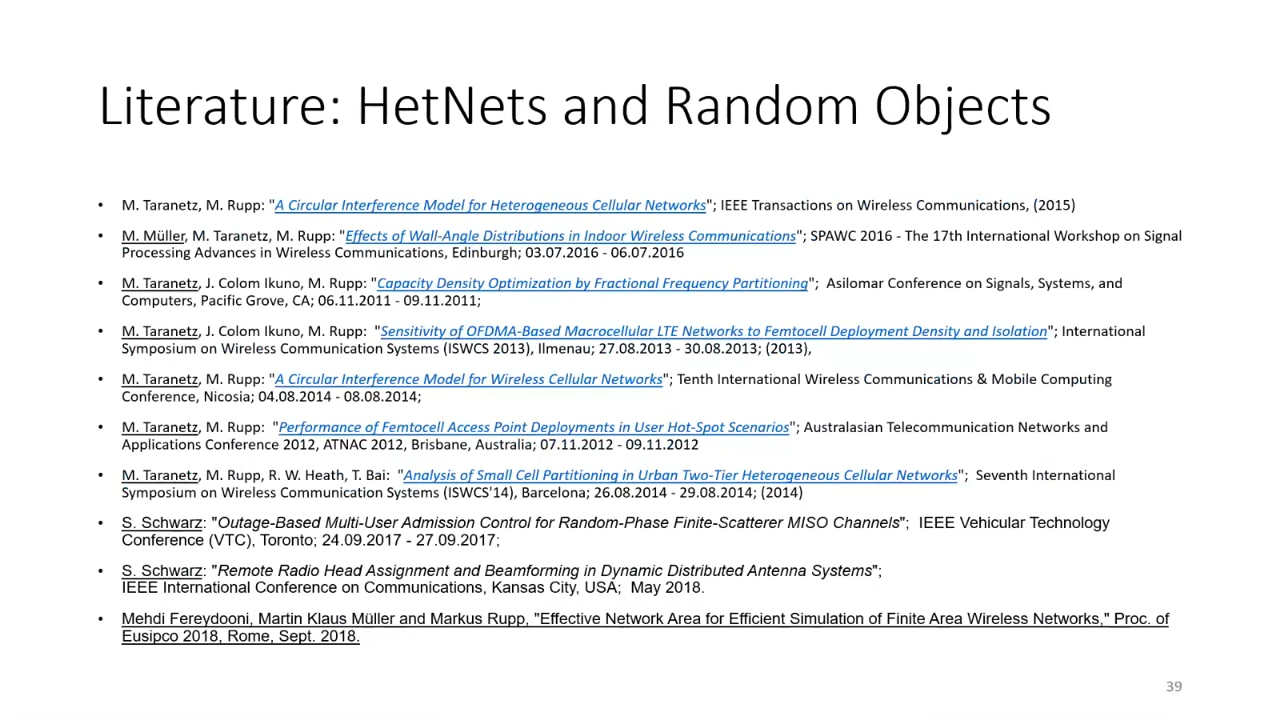 Literature: HetNets and Random Objects
• M. Taranetz, M. Rupp: "A Circular Interference Model for Heterogeneous Cellular Networks"; IEEE Transactions on Wireless Communications, (2015)
• M. Müller, M. Taranetz, M. Rupp: "Effects of Wall-Angle Distributions in Indoor Wireless Communications"; SPAWC 2016 - The 17th International Workshop on Signal
Processing Advances in Wireless Communications, Edinburgh; 03.07.2016 - 06.07.2016
• M. Taranetz, J. Colom Ikuno, M. Rupp: "Capacity Density Optimization by Fractional Frequency Partitioning"; Asilomar Conference on Signals, Systems, and
Computers, Pacific Grove, CA; 06.11.2011 - 09.11.2011;
• M. Taranetz, J. Colom Ikuno, M. Rupp: "Sensitivity of OFDMA-Based Macrocellular LTE Networks to Femtocell Deployment Density and Isolation"; International
Symposium on Wireless Communication Systems (ISWCS 2013), Ilmenau; 27.08.2013 - 30.08.2013; (2013),
• M. Taranetz, M. Rupp: "A Circular Interference Model for Wireless Cellular Networks"; Tenth International Wireless Communications & Mobile Computing
Conference, Nicosia; 04.08.2014 - 08.08.2014;
• M. Taranetz, M. Rupp: "Performance of Femtocell Access Point Deployments in User Hot-Spot Scenarios"; Australasian Telecommunication Networks and
Applications Conference 2012, ATNAC 2012, Brisbane, Australia; 07.11.2012 - 09.11.2012
• M. Taranetz, M. Rupp, R. W. Heath, T. Bai: "Analysis of Small Cell Partitioning in Urban Two-Tier Heterogeneous Cellular Networks"; Seventh International
Symposium on Wireless Communication Systems (ISWCS'14), Barcelona; 26.08.2014 - 29.08.2014; (2014)
• S. Schwarz: "Outage-Based Multi-User Admission Control for Random-Phase Finite-Scatterer MISO Channels"; IEEE Vehicular Technology
Conference (VTC), Toronto; 24.09.2017 - 27.09.2017;
• S. Schwarz: "Remote Radio Head Assignment and Beamforming in Dynamic Distributed Antenna Systems";
IEEE International Conference on Communications, Kansas City, USA; May 2018.
• Mehdi Fereydooni, Martin Klaus Müller and Markus Rupp, "Effective Network Area for Efficient Simulation of Finite Area Wireless Networks," Proc. of
Eusipco 2018, Rome, Sept. 2018.
39